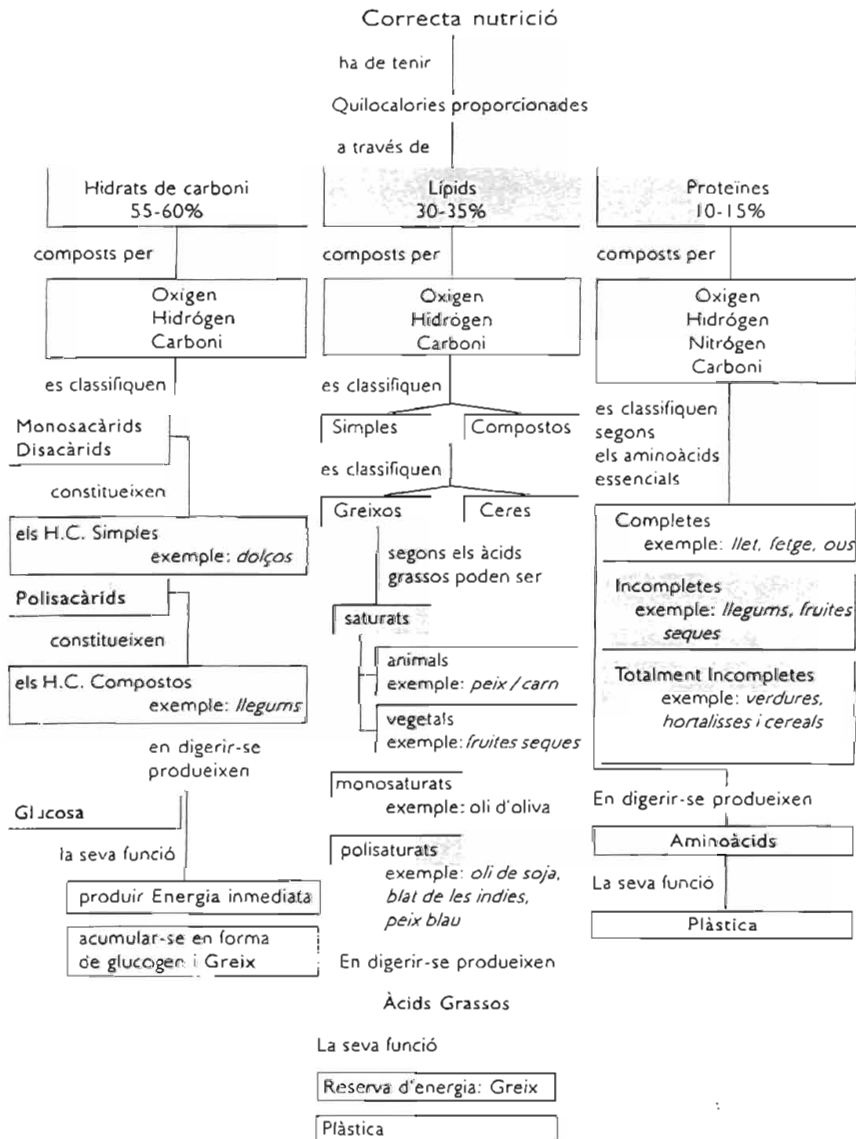 Correcta nutrició
ha de tenir
Quilocalories proporcionades
a través de
Hidrats de carboni
55-60%
composts per
Oxigen
Hidrógen
Carboni
es classifiquen
Monosacàrids
Disacàrids
constitueixen
els H.C. Simples
exemple: dolços
Polisacàrids
constitueixen
els H.C. Compostos
exemple: llegums
en digerir-se
produeixen
Glucosa
la seva funció
produir Energia inmediata
acumular-se en forma
de glucogen i Greix
Lípids
30-35%
composts per
Oxigen
Hidrógen
Carboni
es classifiquen
Simples
Compostos
es classifiquen
Greixos
Ceres
segons els àcids
grassos poden ser
saturats
animals
exemple: peix / carn
vegetals
exemple: fruites seques
monosaturats
exemple: oli d'oliva
polisaturats
exemple: oli de soja,
blat de les indies,
peix blau
En digerir-se produeixen
Àcids Grassos
La seva funció
Reserva d'energia: Greix
Plàstica
Proteïnes
10-15%
composts per
Oxigen
Hidrógen
Nitrógen
Carboni
es classifiquen
segons
els aminoàcids
essencials
Completes
exemple: llet, fetge, ous
Incompletes
exemple: llegums, fruites
seques
Totalment Incompletes
exemple: verdures,
hortalisses i cereals
En digerir-se produeixen
Aminoàcids
La seva funció
Plàstica